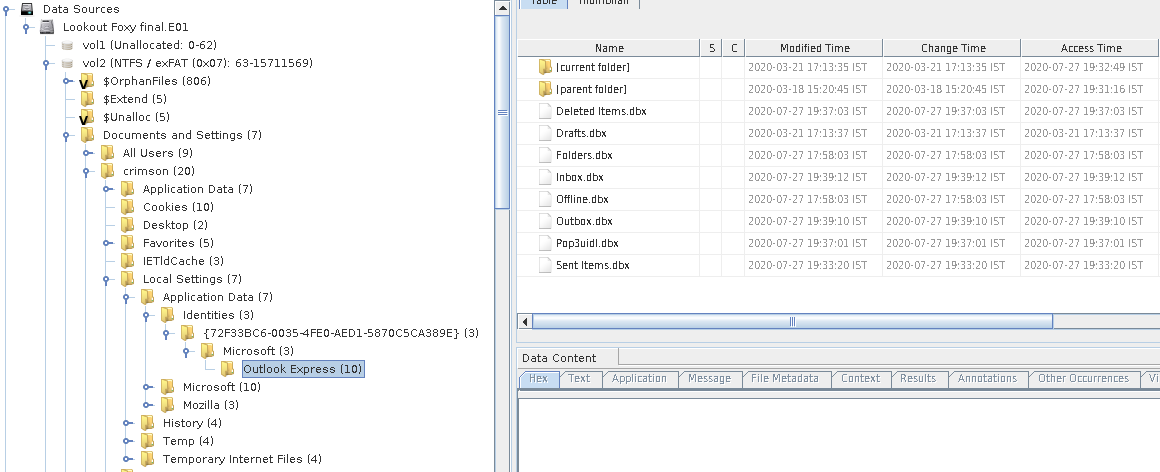 Data Sources
Lookout Foxy final.E01
vol1 (Unallocated: 0-62)
vol2 (NTFS / exFAT (0x07): 63-15711569)
$OrphanFiles (806)
$Extend (5)
$Unalloc (5)
Documents and Settings (7)
All Users (9)
crimson (20)
Application Data (7)
Cookies (10)
Desktop (2)
Favorites (5)
IETldCache (3)
Local Settings (7)
Application Data (7)
Identities (3)
{72F33BC6-0035-4FE0-AED1-5870C5CA389E} (3)
Microsoft (3)
Outlook Express (10)
Microsoft (10)
Mozilla (3)
History (4)
Temp (4)
Temporary Internet Files (4)
Table Thumbnail
Name S C Modified Time Change Time Access Time
[current folder] 2020-03-21 17:13:35 IST 2020-03-21 17:13:35 IST 2020-07-27 19:32:49 IST
[parent folder] 2020-03-18 15:20:45 IST 2020-03-18 15:20:45 IST 2020-07-27 19:31:16 IST
Deleted Items.dbx 2020-07-27 19:37:03 IST 2020-07-27 19:37:03 IST 2020-07-27 19:37:03 IST
Drafts.dbx 2020-03-21 17:13:37 IST 2020-03-21 17:13:37 IST 2020-03-21 17:13:37 IST
Folders.dbx 2020-07-27 17:58:03 IST 2020-07-27 17:58:03 IST 2020-07-27 17:58:03 IST
Inbox.dbx 2020-07-27 19:39:12 IST 2020-07-27 19:39:12 IST 2020-07-27 19:39:12 IST
Offline.dbx 2020-07-27 17:58:03 IST 2020-07-27 17:58:03 IST 2020-07-27 17:58:03 IST
Outbox.dbx 2020-07-27 19:39:10 IST 2020-07-27 19:39:10 IST 2020-07-27 19:39:10 IST
Pop3uidl.dbx 2020-07-27 19:37:01 IST 2020-07-27 19:37:01 IST 2020-07-27 19:37:01 IST
Sent Items.dbx 2020-07-27 19:33:20 IST 2020-07-27 19:33:20 IST 2020-07-27 19:33:20 IST
Data Content
Hex Text Application Message File Metadata Context Results Annotations Other Occurrences Vi